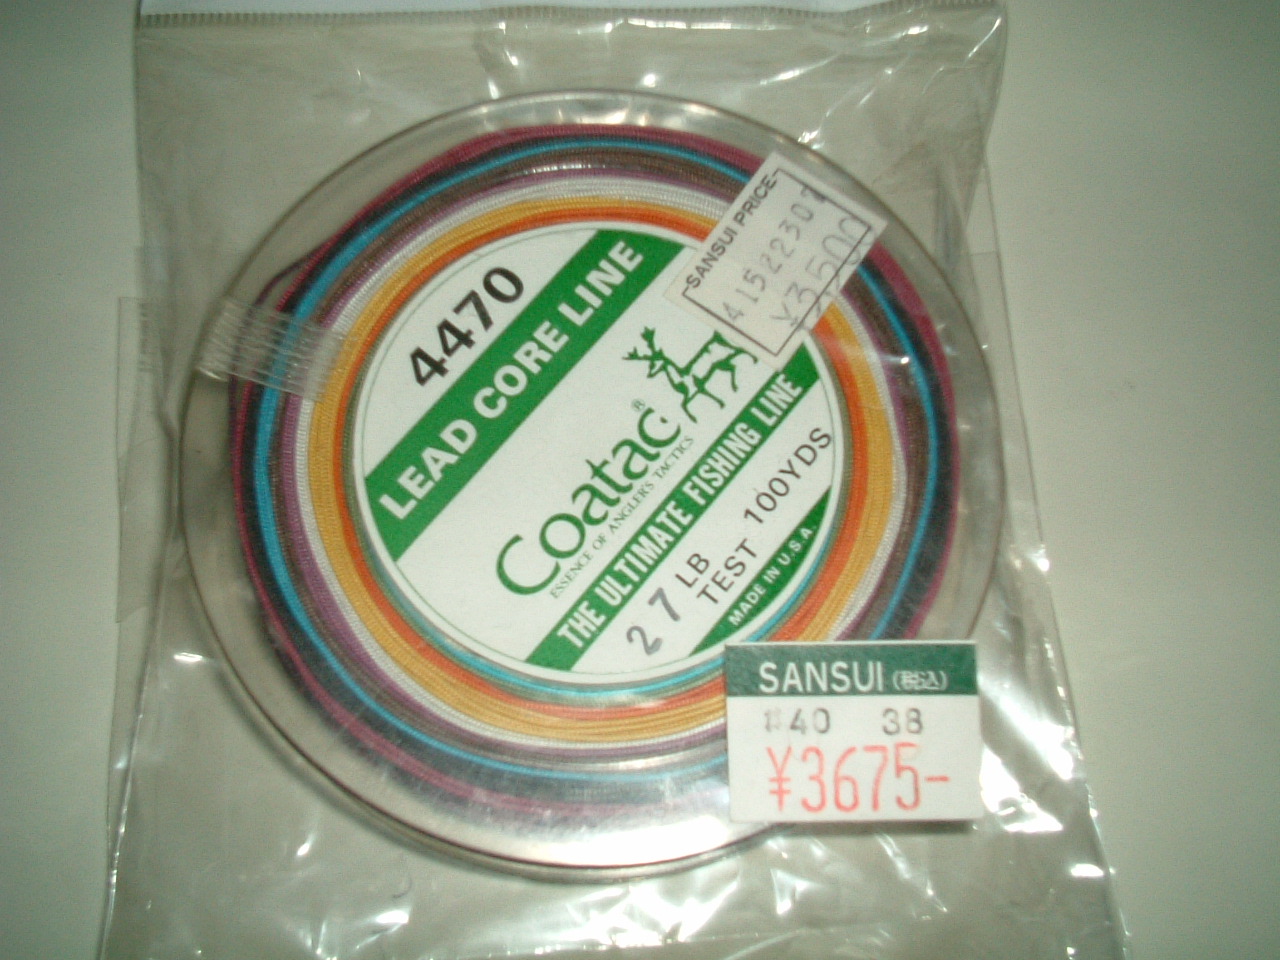 4470
LEAD CORE LINE
Coatac®
ESSENCE OF ANGLER'S TACTICS
THE ULTIMATE FISHING LINE
27 LB
TEST 100YDS
MADE IN U.S.A.
SANSUI PRICE
¥3500
SANSUI (税込)
#40 38
¥3675-